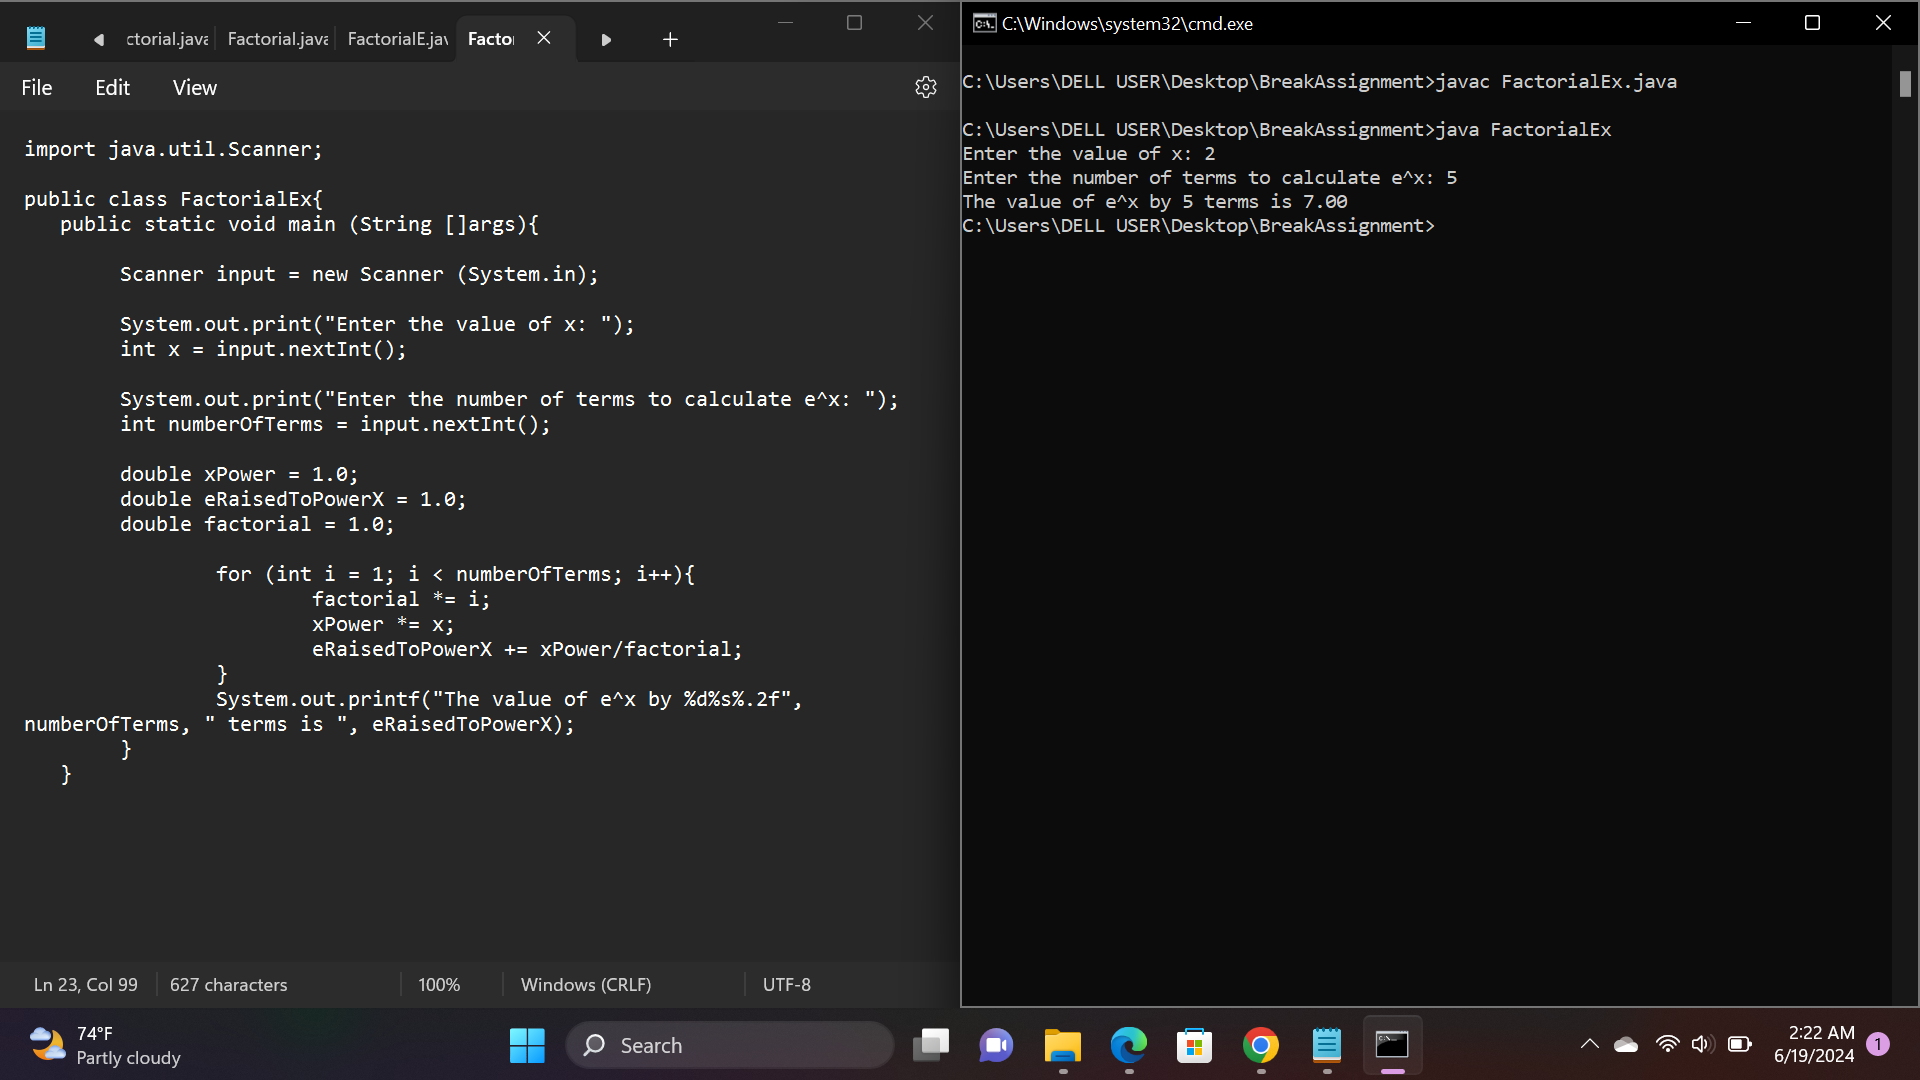 ctorial.java
Factorial.java
FactorialE.jav
Facto
File
Edit
View
import java.util.Scanner;
public class FactorialEx{
public static void main (String []args){
Scanner input = new Scanner (System.in);
System.out.print("Enter the value of x: ");
int x = input.nextInt();
System.out.print("Enter the number of terms to calculate e^x: ");
int numberOfTerms = input.nextInt();
double xPower = 1.0;
double eRaisedToPowerX = 1.0;
double factorial = 1.0;
for (int i = 1; i < numberOfTerms; i++){
factorial *= i;
xPower *= x;
eRaisedToPowerX += xPower/factorial;
}
System.out.printf("The value of e^x by %d%s%.2f",
numberOfTerms, " terms is ", eRaisedToPowerX);
}
}
Ln 23, Col 99
627 characters
100%
Windows (CRLF)
UTF-8
C:\Windows\system32\cmd.exe
C:\Users\DELL USER\Desktop\BreakAssignment>javac FactorialEx.java
C:\Users\DELL USER\Desktop\BreakAssignment>java FactorialEx
Enter the value of x: 2
Enter the number of terms to calculate e^x: 5
The value of e^x by 5 terms is 7.00
C:\Users\DELL USER\Desktop\BreakAssignment>
74°F
Partly cloudy
Search
2:22 AM
6/19/2024
1